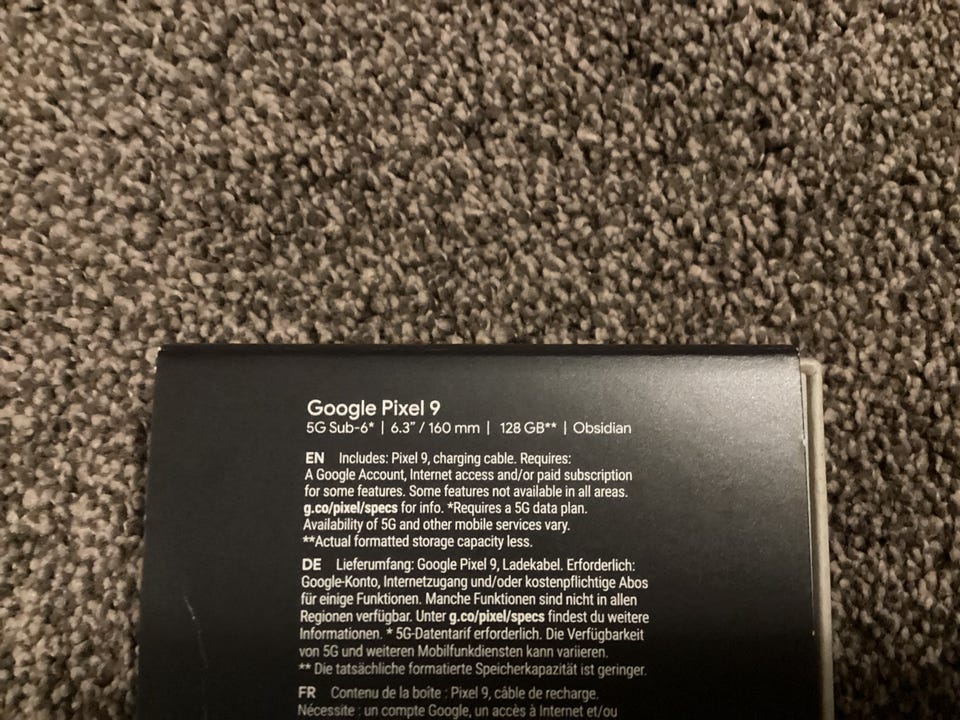 Google Pixel 9
5G Sub-6* | 6.3” / 160 mm | 128 GB** | Obsidian
EN Includes: Pixel 9, charging cable. Requires:
A Google Account, Internet access and/or paid subscription
for some features. Some features not available in all areas.
g.co/pixel/specs for info. *Requires a 5G data plan.
Availability of 5G and other mobile services vary.
**Actual formatted storage capacity less.
DE Lieferumfang: Google Pixel 9, Ladekabel. Erforderlich:
Google-Konto, Internetzugang und/oder kostenpflichtige Abos
für einige Funktionen. Manche Funktionen sind nicht in allen
Regionen verfügbar. Unter g.co/pixel/specs findest du weitere
Informationen. * 5G-Datentarif erforderlich. Die Verfügbarkeit
von 5G und weiteren Mobilfunkdiensten kann variieren.
** Die tatsächliche formatierte Speicherkapazität ist geringer.
FR Contenu de la boîte : Pixel 9, câble de recharge.
Nécessite : un compte Google, un accès à Internet et/ou